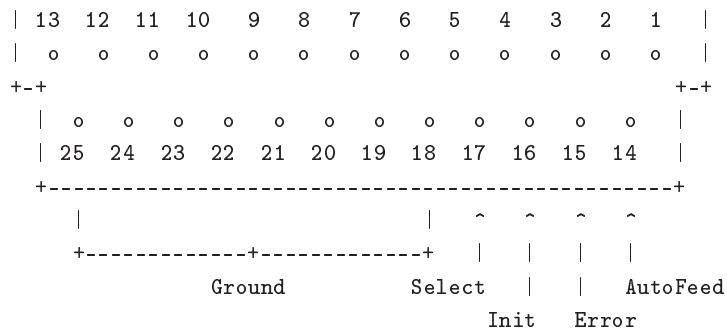 | 13 12 11 10 9 8 7 6 5 4 3 2 1 |
| o o o o o o o o o o o o o |
+-+ +-+
| o o o o o o o o o o o o |
| 25 24 23 22 21 20 19 18 17 16 15 14 |
+---------------------------------------------------+
| | ^ ^ ^ ^
+-------------+-------------+ | | | |
Ground Select | | AutoFeed
Init Error